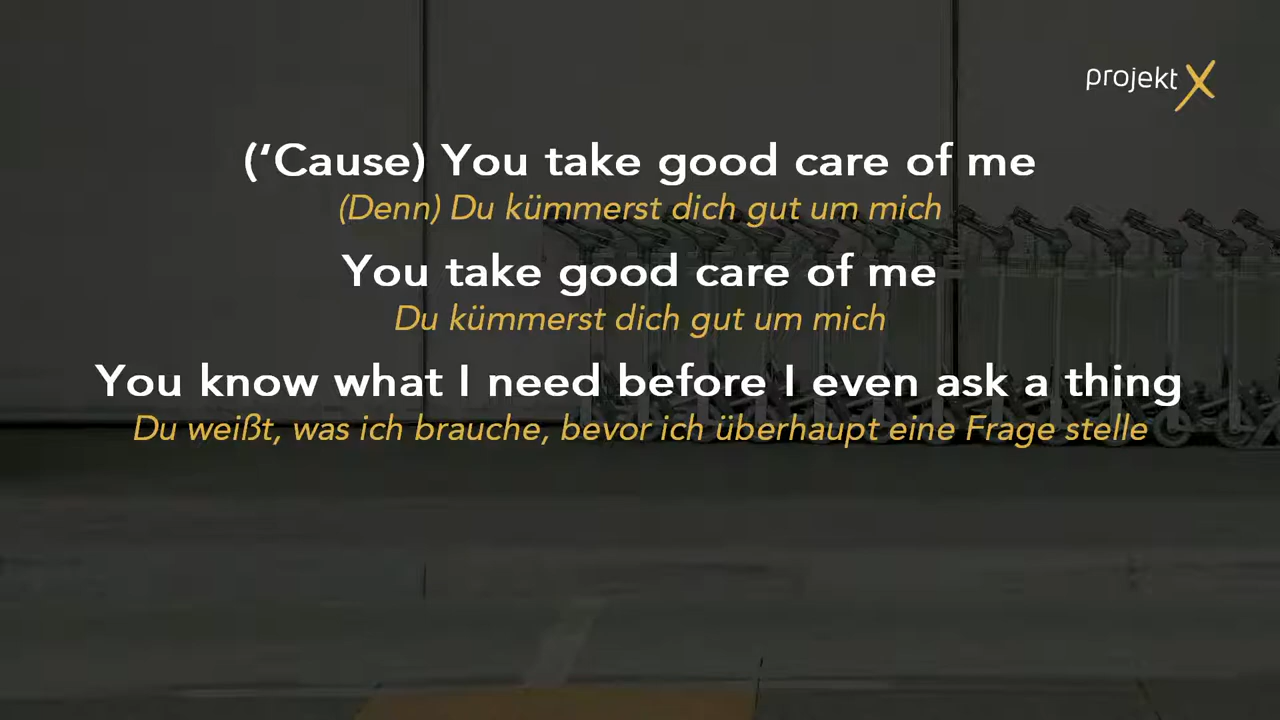 projekt X
(‘Cause) You take good care of me
(Denn) Du kümmerst dich gut um mich
You take good care of me
Du kümmerst dich gut um mich
You know what I need before I even ask a thing
Du weißt, was ich brauche, bevor ich überhaupt eine Frage stelle